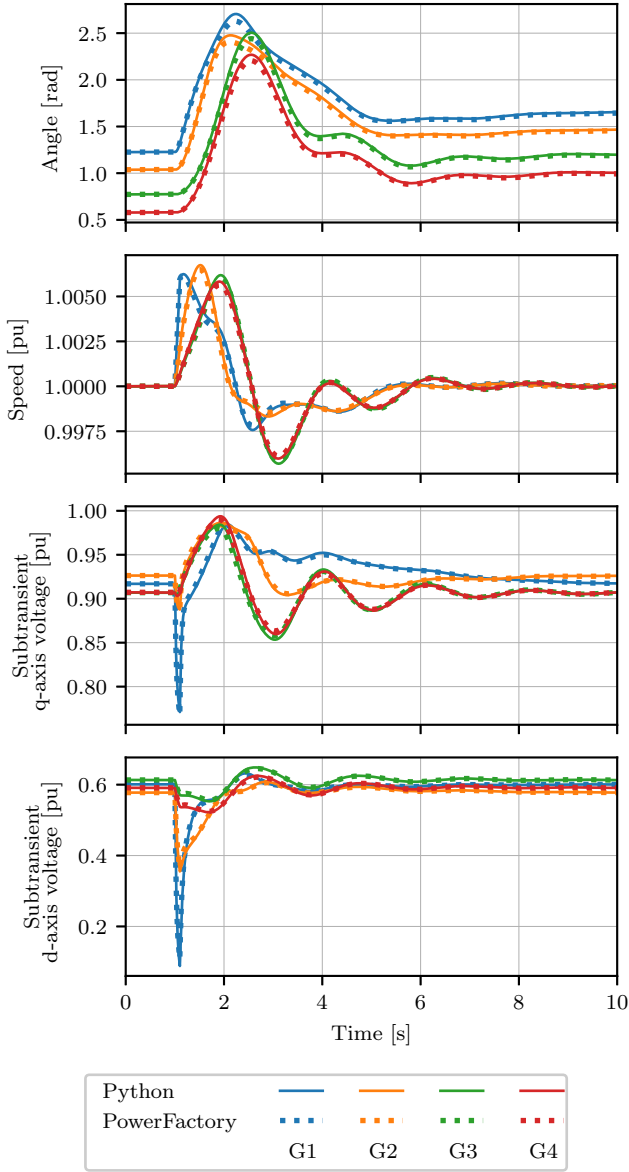 2.5
2.0
1.5
1.0
0.5
Angle [rad]
1.0050
1.0025
1.0000
0.9975
Speed [pu]
1.00
0.95
0.90
0.85
0.80
Subtransient
q-axis voltage [pu]
0.6
0.4
0.2
Subtransient
d-axis voltage [pu]
0 2 4 6 8 10
Time [s]
Python
PowerFactory
G1 G2 G3 G4